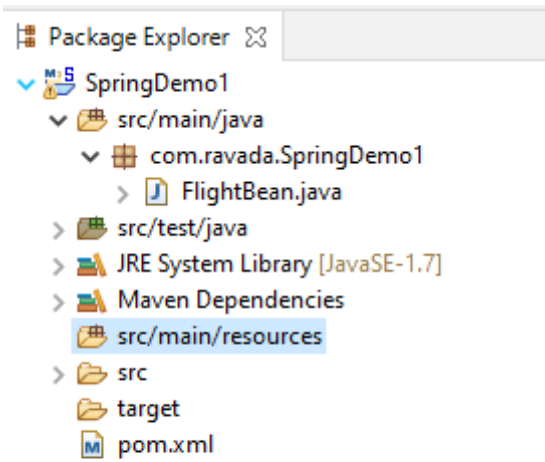 Package Explorer
SpringDemo1
src/main/java
com.ravada.SpringDemo1
FlightBean.java
src/test/java
JRE System Library [JavaSE-1.7]
Maven Dependencies
src/main/resources
src
target
pom.xml